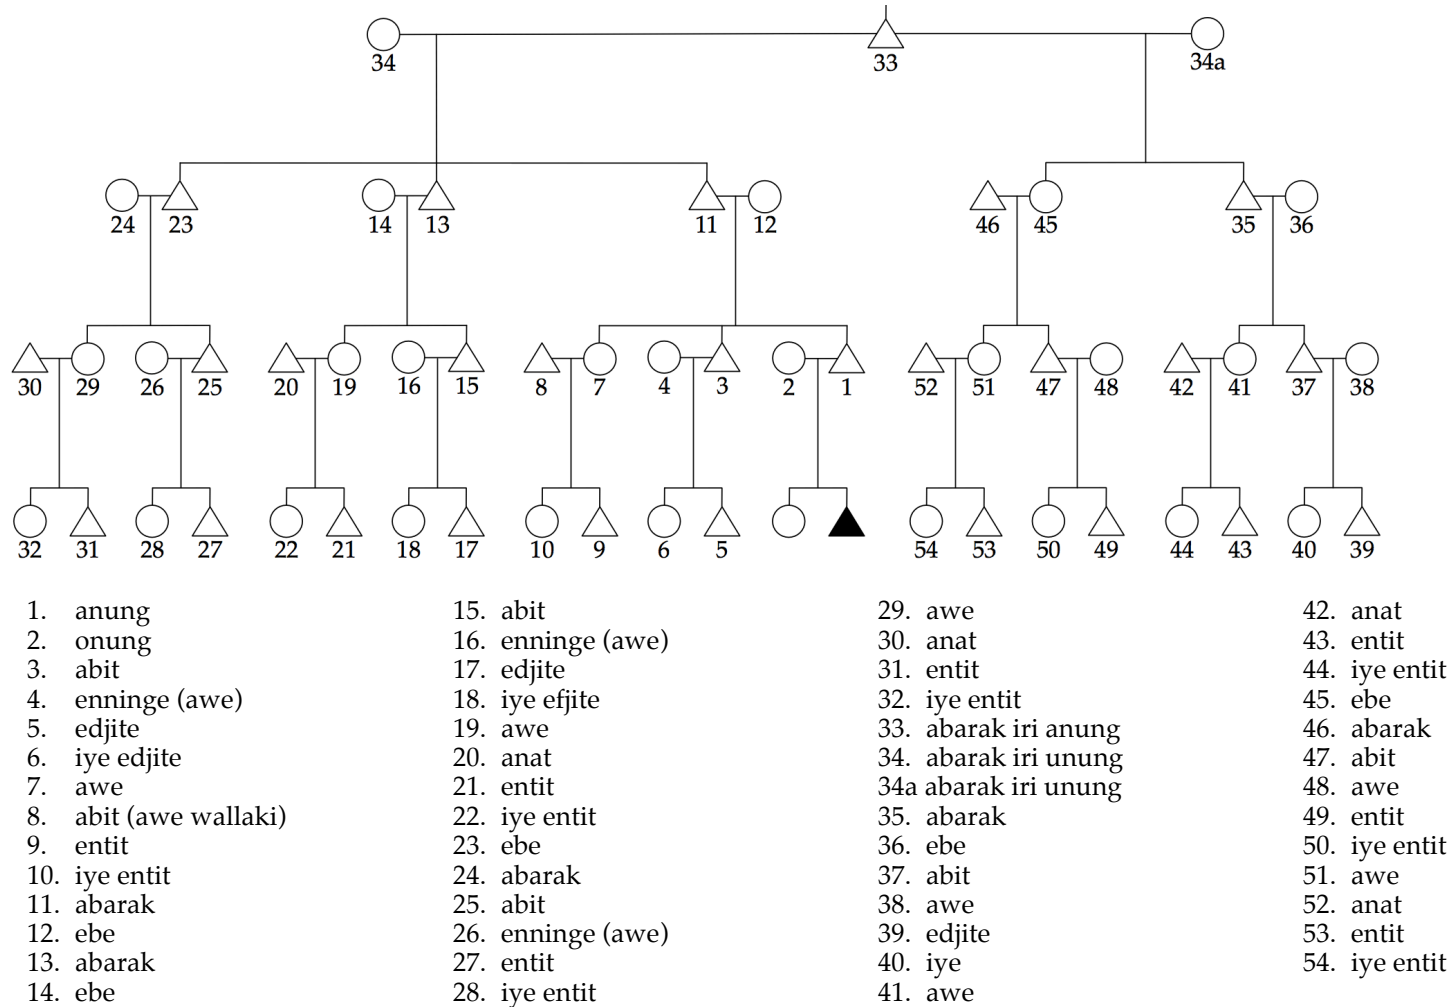 34 33 34a
24 23 14 13 11 12 46 45 35 36
30 29 26 25 20 19 16 15 8 7 4 3 2 1 52 51 47 48 42 41 37 38
32 31 28 27 22 21 18 17 10 9 6 5 54 53 50 49 44 43 40 39
1. anung
2. onung
3. abit
4. enninge (awe)
5. edjite
6. iye edjite
7. awe
8. abit (awe wallaki)
9. entit
10. iye entit
11. abarak
12. ebe
13. abarak
14. ebe
15. abit
16. enninge (awe)
17. edjite
18. iye efjite
19. awe
20. anat
21. entit
22. iye entit
23. ebe
24. abarak
25. abit
26. enninge (awe)
27. entit
28. iye entit
29. awe
30. anat
31. entit
32. iye entit
33. abarak iri anung
34. abarak iri unung
34a abarak iri unung
35. abarak
36. ebe
37. abit
38. awe
39. edjite
40. iye
41. awe
42. anat
43. entit
44. iye entit
45. ebe
46. abarak
47. abit
48. awe
49. entit
50. iye entit
51. awe
52. anat
53. entit
54. iye entit